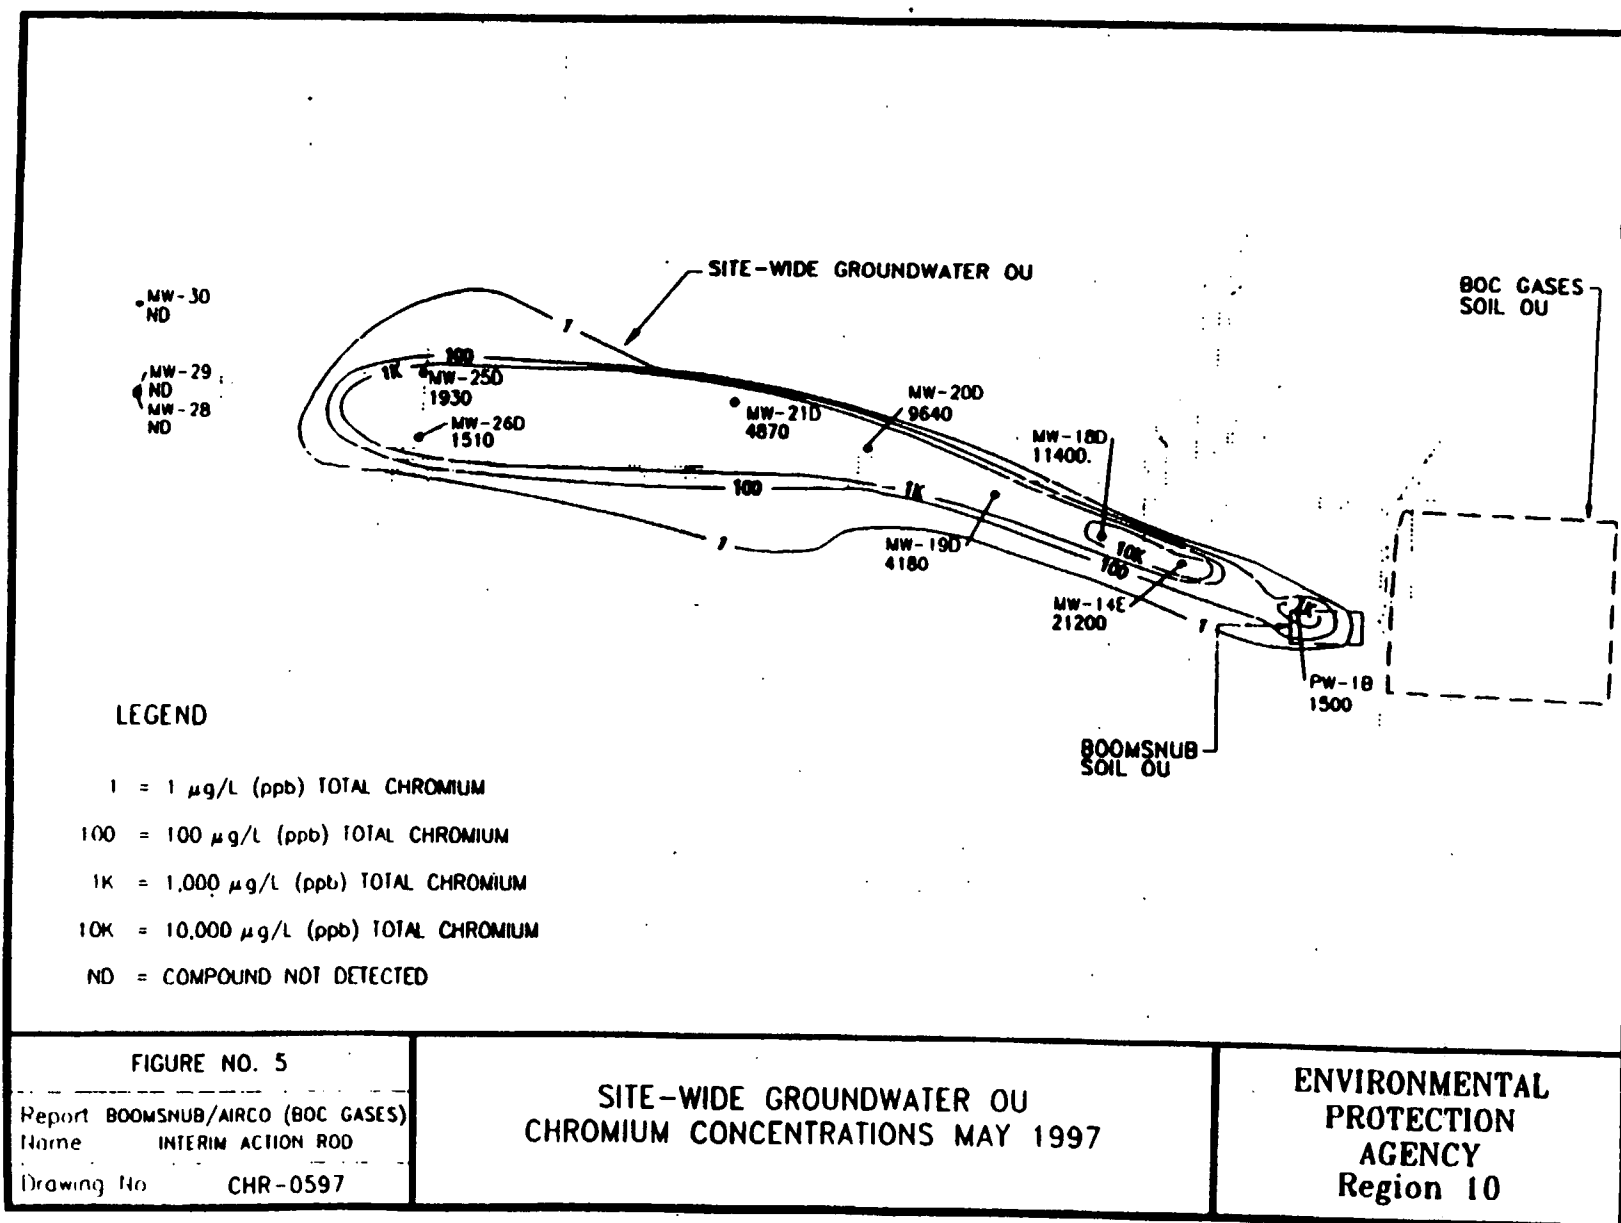 SITE-WIDE GROUNDWATER OU
BOC GASES
SOIL OU
MW-30
ND
MW-29
ND
MW-28
ND
1
100
1K
MW-25D
1930
MW-26D
1510
MW-21D
4870
MW-20D
9640
MW-18D
11400.
100
1K
1
MW-19D
4180
10K
100
MW-14E
21200
1
1K
PW-1B
1500
BOOMSNUB
SOIL OU
LEGEND
1 = 1 µg/L (ppb) TOTAL CHROMIUM
100 = 100 µg/L (ppb) TOTAL CHROMIUM
1K = 1,000 µg/L (ppb) TOTAL CHROMIUM
10K = 10,000 µg/L (ppb) TOTAL CHROMIUM
ND = COMPOUND NOT DETECTED
FIGURE NO. 5
Report BOOMSNUB/AIRCO (BOC GASES)
Name INTERIM ACTION ROD
Drawing No CHR-0597
SITE-WIDE GROUNDWATER OU
CHROMIUM CONCENTRATIONS MAY 1997
ENVIRONMENTAL
PROTECTION
AGENCY
Region 10